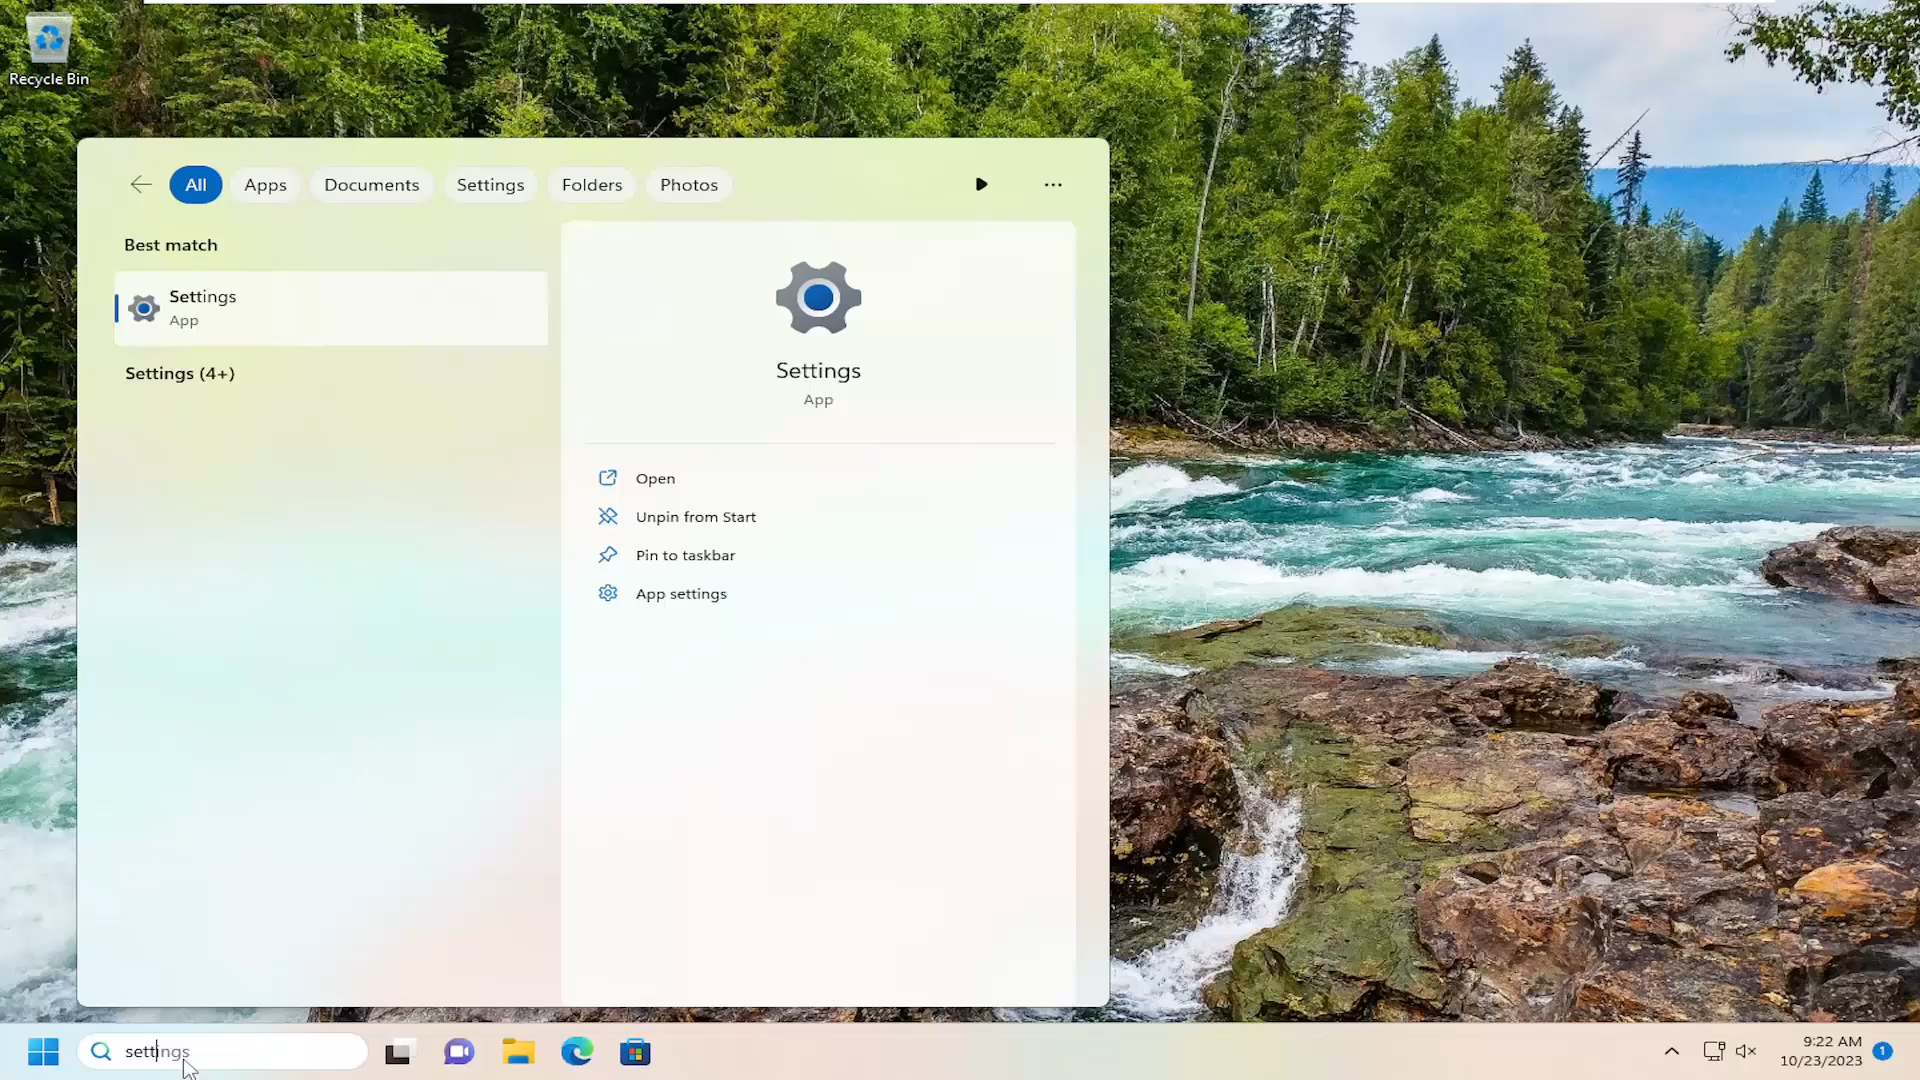 Recycle Bin
All Apps Documents Settings Folders Photos
Best match
Settings
App
Settings (4+)
Settings
App
Open
Unpin from Start
Pin to taskbar
App settings
settings
9:22 AM
10/23/2023
1